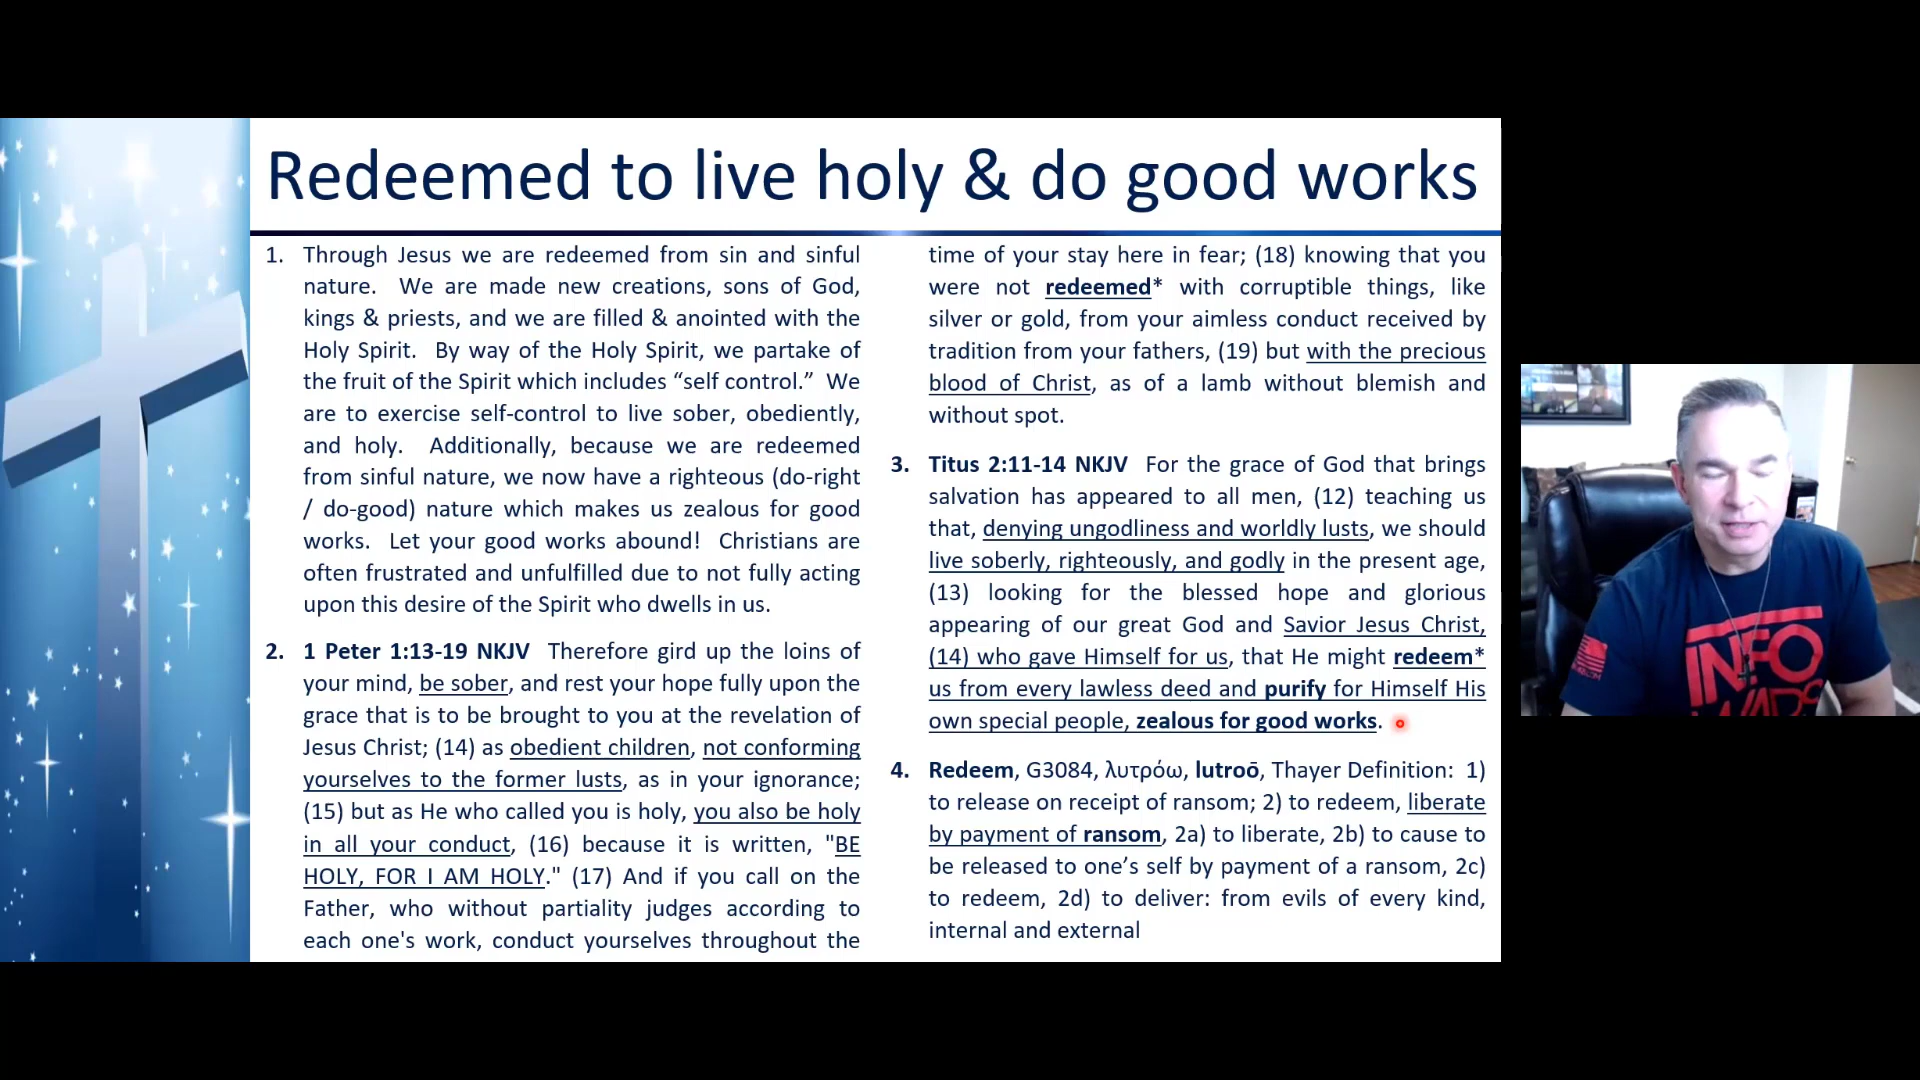 Redeemed to live holy & do good works
1. Through Jesus we are redeemed from sin and sinful
nature. We are made new creations, sons of God,
kings & priests, and we are filled & anointed with the
Holy Spirit. By way of the Holy Spirit, we partake of
the fruit of the Spirit which includes “self control.” We
are to exercise self-control to live sober, obediently,
and holy. Additionally, because we are redeemed
from sinful nature, we now have a righteous (do-right
/ do-good) nature which makes us zealous for good
works. Let your good works abound! Christians are
often frustrated and unfulfilled due to not fully acting
upon this desire of the Spirit who dwells in us.
2. 1 Peter 1:13-19 NKJV Therefore gird up the loins of
your mind, be sober, and rest your hope fully upon the
grace that is to be brought to you at the revelation of
Jesus Christ; (14) as obedient children, not conforming
yourselves to the former lusts, as in your ignorance;
(15) but as He who called you is holy, you also be holy
in all your conduct, (16) because it is written, "BE
HOLY, FOR I AM HOLY." (17) And if you call on the
Father, who without partiality judges according to
each one's work, conduct yourselves throughout the
time of your stay here in fear; (18) knowing that you
were not redeemed* with corruptible things, like
silver or gold, from your aimless conduct received by
tradition from your fathers, (19) but with the precious
blood of Christ, as of a lamb without blemish and
without spot.
3. Titus 2:11-14 NKJV For the grace of God that brings
salvation has appeared to all men, (12) teaching us
that, denying ungodliness and worldly lusts, we should
live soberly, righteously, and godly in the present age,
(13) looking for the blessed hope and glorious
appearing of our great God and Savior Jesus Christ,
(14) who gave Himself for us, that He might redeem*
us from every lawless deed and purify for Himself His
own special people, zealous for good works.
4. Redeem, G3084, λυτρόω, lutroō, Thayer Definition: 1)
to release on receipt of ransom; 2) to redeem, liberate
by payment of ransom, 2a) to liberate, 2b) to cause to
be released to one’s self by payment of a ransom, 2c)
to redeem, 2d) to deliver: from evils of every kind,
internal and external
INFO
WARS